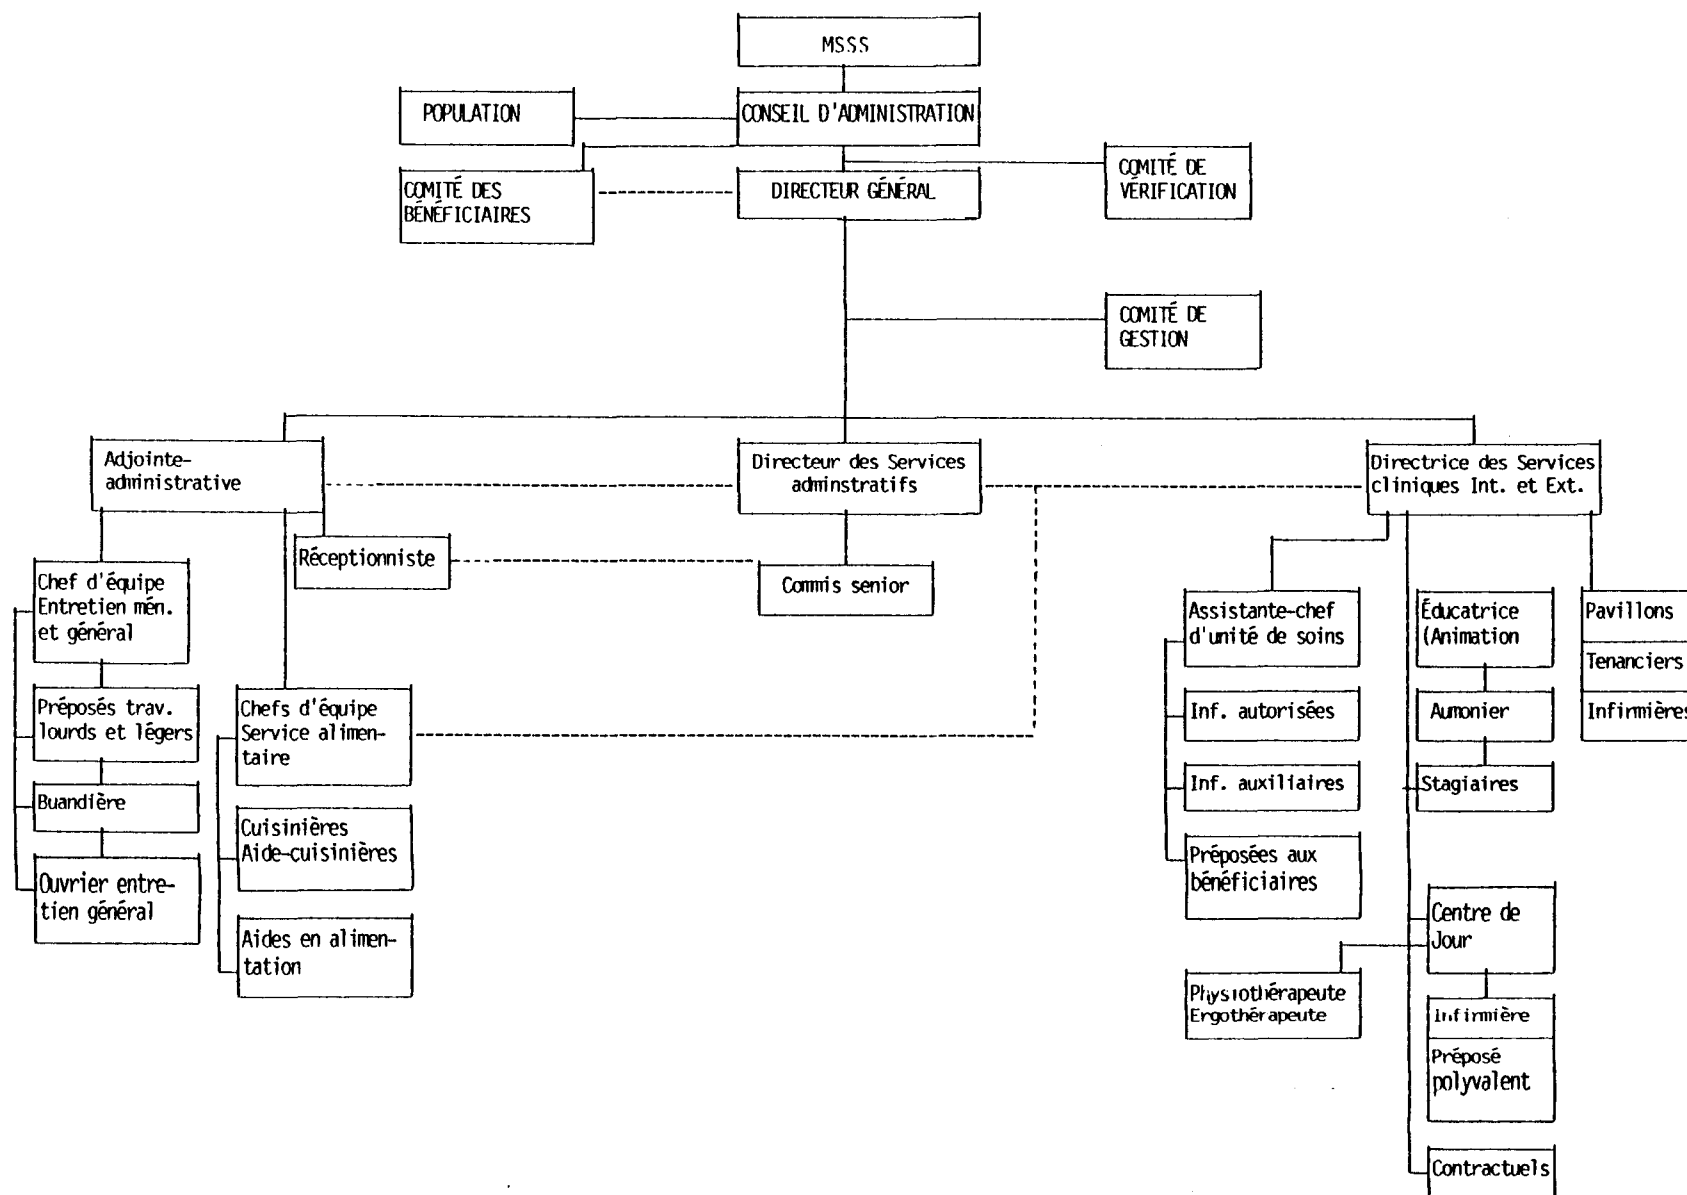 MSSS
POPULATION
CONSEIL D'ADMINISTRATION
COMITÉ DES
BÉNÉFICIAIRES
DIRECTEUR GÉNÉRAL
COMITÉ DE
VÉRIFICATION
COMITÉ DE
GESTION
Adjointe-
administrative
Directeur des Services
adminstratifs
Directrice des Services
cliniques Int. et Ext.
Réceptionniste
Commis senior
Chef d'équipe
Entretien mén.
et général
Préposés trav.
lourds et légers
Buandière
Ouvrier entre-
tien général
Chefs d'équipe
Service alimen-
taire
Cuisinières
Aide-cuisinières
Aides en alimen-
tation
Assistante-chef
d'unité de soins
Inf. autorisées
Inf. auxiliaires
Préposées aux
bénéficiaires
Physiothérapeute
Ergothérapeute
Éducatrice
(Animation
Aumonier
Stagiaires
Centre de
Jour
Infirmière
Préposé
polyvalent
Contractuels
Pavillons
Tenanciers
Infirmières